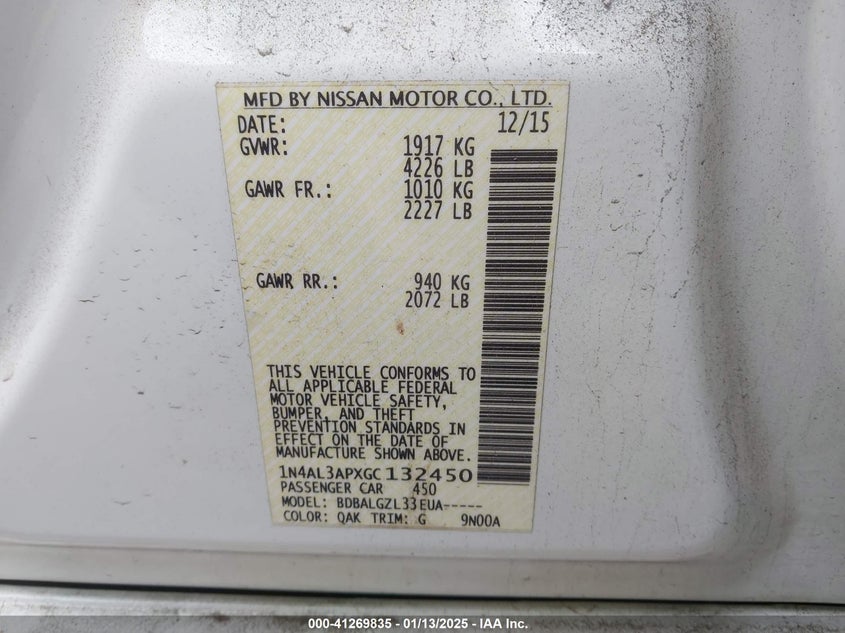 MFD BY NISSAN MOTOR CO., LTD.
DATE: 12/15
GVWR: 1917 KG
4226 LB
GAWR FR.: 1010 KG
2227 LB
GAWR RR.: 940 KG
2072 LB
THIS VEHICLE CONFORMS TO
ALL APPLICABLE FEDERAL
MOTOR VEHICLE SAFETY,
BUMPER, AND THEFT
PREVENTION STANDARDS IN
EFFECT ON THE DATE OF
MANUFACTURE SHOWN ABOVE.
1N4AL3APXGC132450
PASSENGER CAR 450
MODEL: BDBALGZL33EUA-----
COLOR: QAK TRIM: G 9N00A
000-41269835 - 01/13/2025 - IAA Inc.